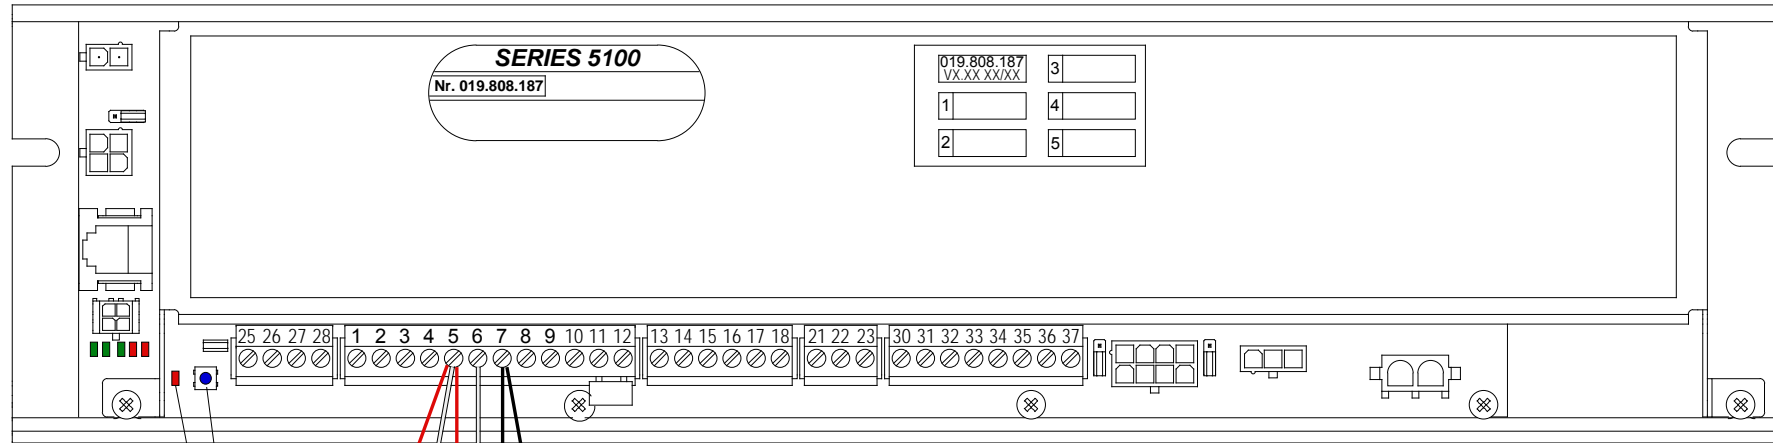 SERIES 5100
Nr. 019.808.187
019.808.187
VX.XX XX/XX
3
1
4
2
5
25 26 27 28 1 2 3 4 5 6 7 8 9 10 11 12 13 14 15 16 17 18 21 22 23 30 31 32 33 34 35 36 37